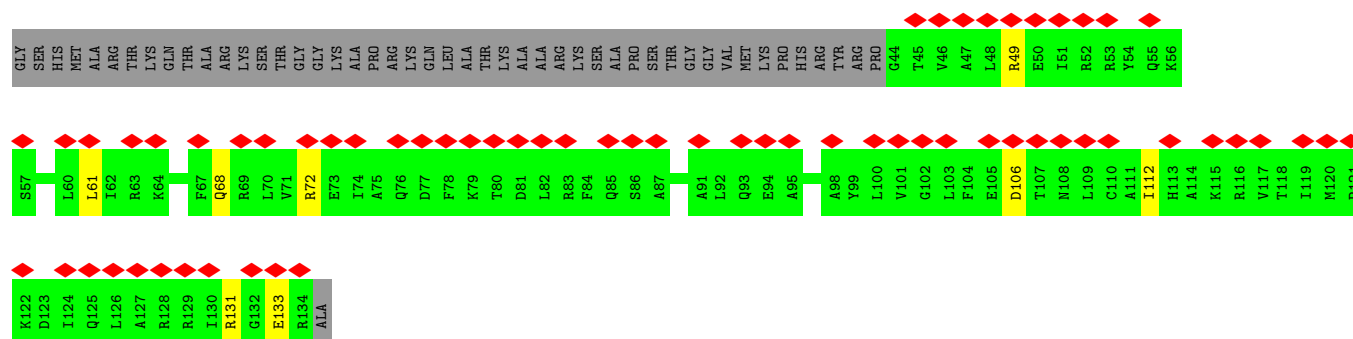 GLY SER HIS MET ALA ARG THR LYS GLN THR ALA ARG LYS SER THR GLY GLY LYS ALA PRO ARG LYS GLN LEU ALA THR LYS ALA ALA ARG LYS SER ALA PRO SER THR GLY GLY VAL MET LYS PRO HIS ARG TYR ARG PRO G44 T45 V46 A47 L48 R49 E50 I51 R52 R53 Y54 Q55 K56
S57 L60 L61 I62 R63 K64 F67 Q68 R69 L70 V71 R72 E73 I74 A75 Q76 D77 F78 K79 T80 D81 L82 R83 F84 Q85 S86 A87 A91 L92 Q93 E94 A95 A98 Y99 L100 V101 G102 L103 F104 E105 D106 T107 N108 L109 C110 A111 I112 H113 A114 K115 R116 V117 T118 I119 M120
K122 D123 I124 Q125 L126 A127 R128 R129 I130 R131 G132 E133 R134 ALA